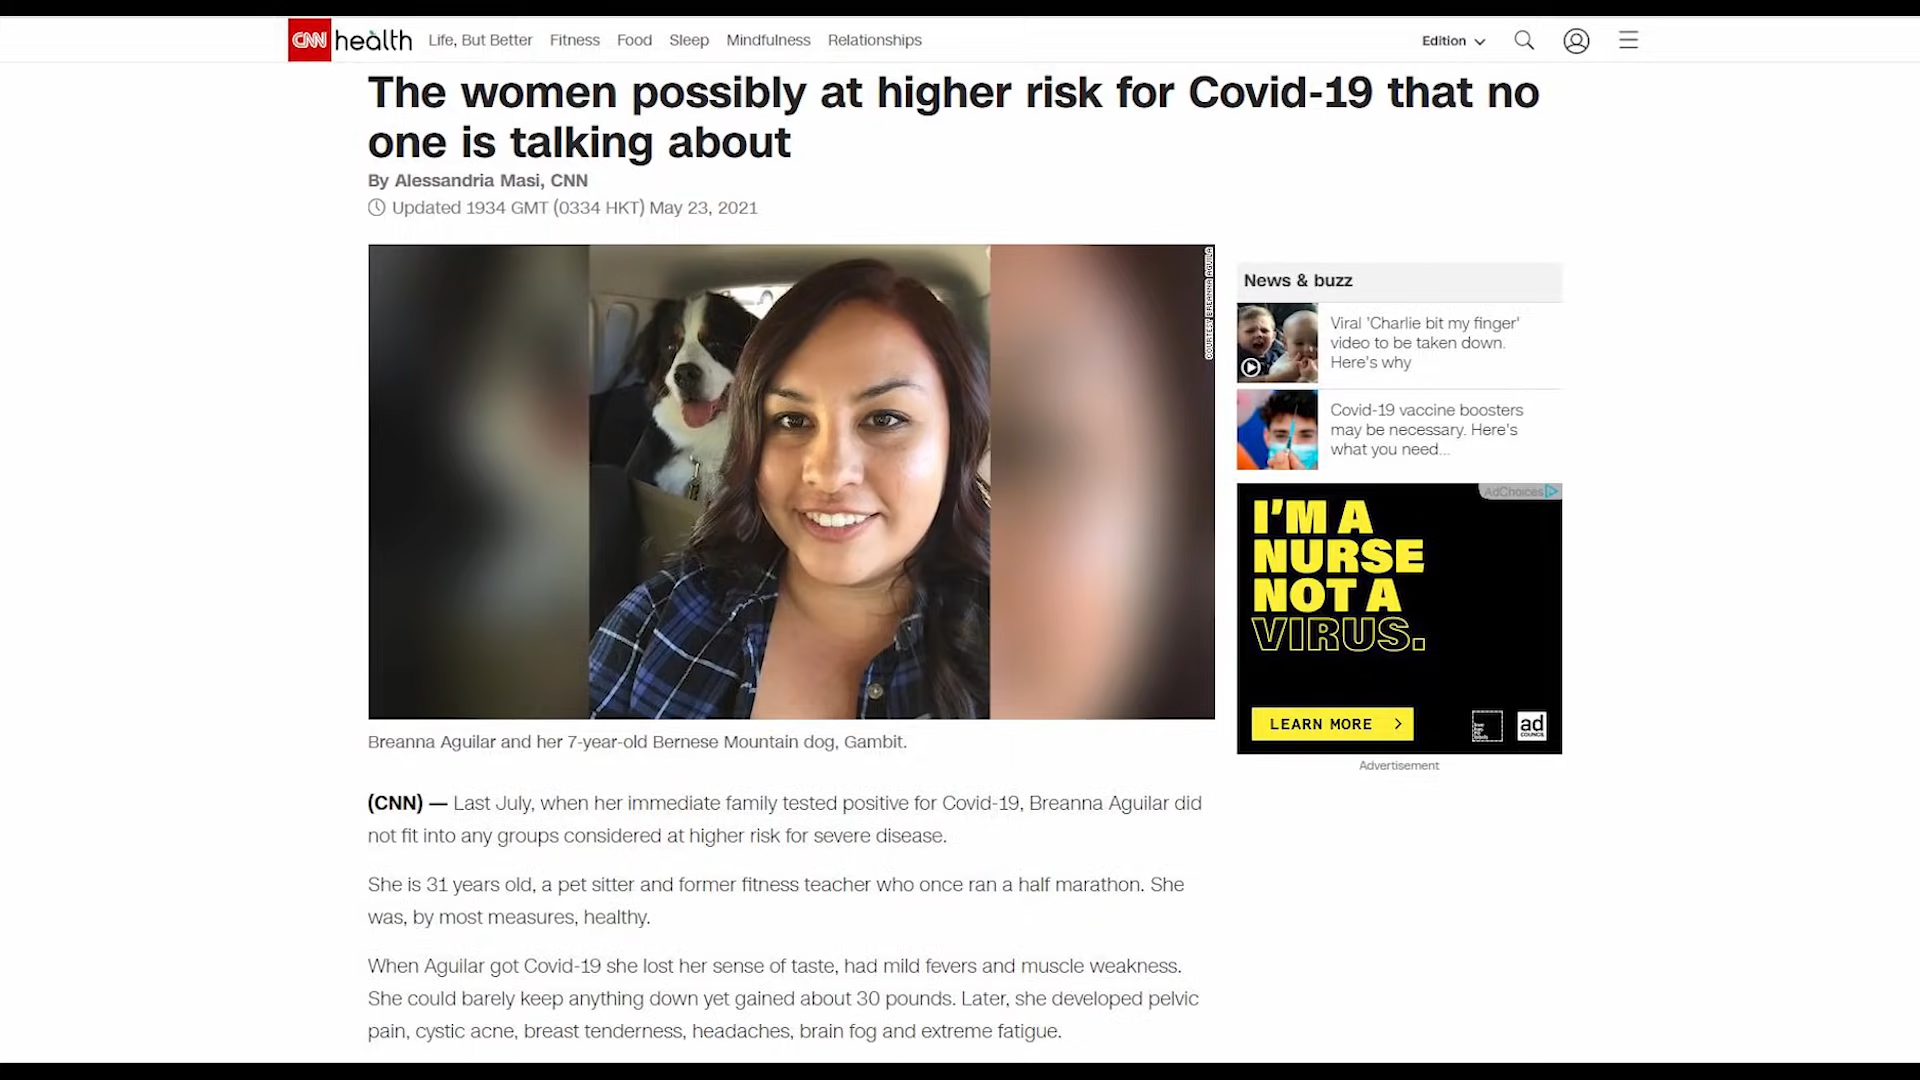 CNN health Life, But Better Fitness Food Sleep Mindfulness Relationships Edition
The women possibly at higher risk for Covid-19 that no
one is talking about
By Alessandria Masi, CNN
Updated 1934 GMT (0334 HKT) May 23, 2021
COURTESY BREANNA AGUILA
Breanna Aguilar and her 7-year-old Bernese Mountain dog, Gambit.
(CNN) — Last July, when her immediate family tested positive for Covid-19, Breanna Aguilar did
not fit into any groups considered at higher risk for severe disease.
She is 31 years old, a pet sitter and former fitness teacher who once ran a half marathon. She
was, by most measures, healthy.
When Aguilar got Covid-19 she lost her sense of taste, had mild fevers and muscle weakness.
She could barely keep anything down yet gained about 30 pounds. Later, she developed pelvic
pain, cystic acne, breast tenderness, headaches, brain fog and extreme fatigue.
News & buzz
Viral 'Charlie bit my finger'
video to be taken down.
Here's why
Covid-19 vaccine boosters
may be necessary. Here's
what you need...
AdChoices
I'M A
NURSE
NOT A
VIRUS.
LEARN MORE
ad
COUNCIL
Advertisement